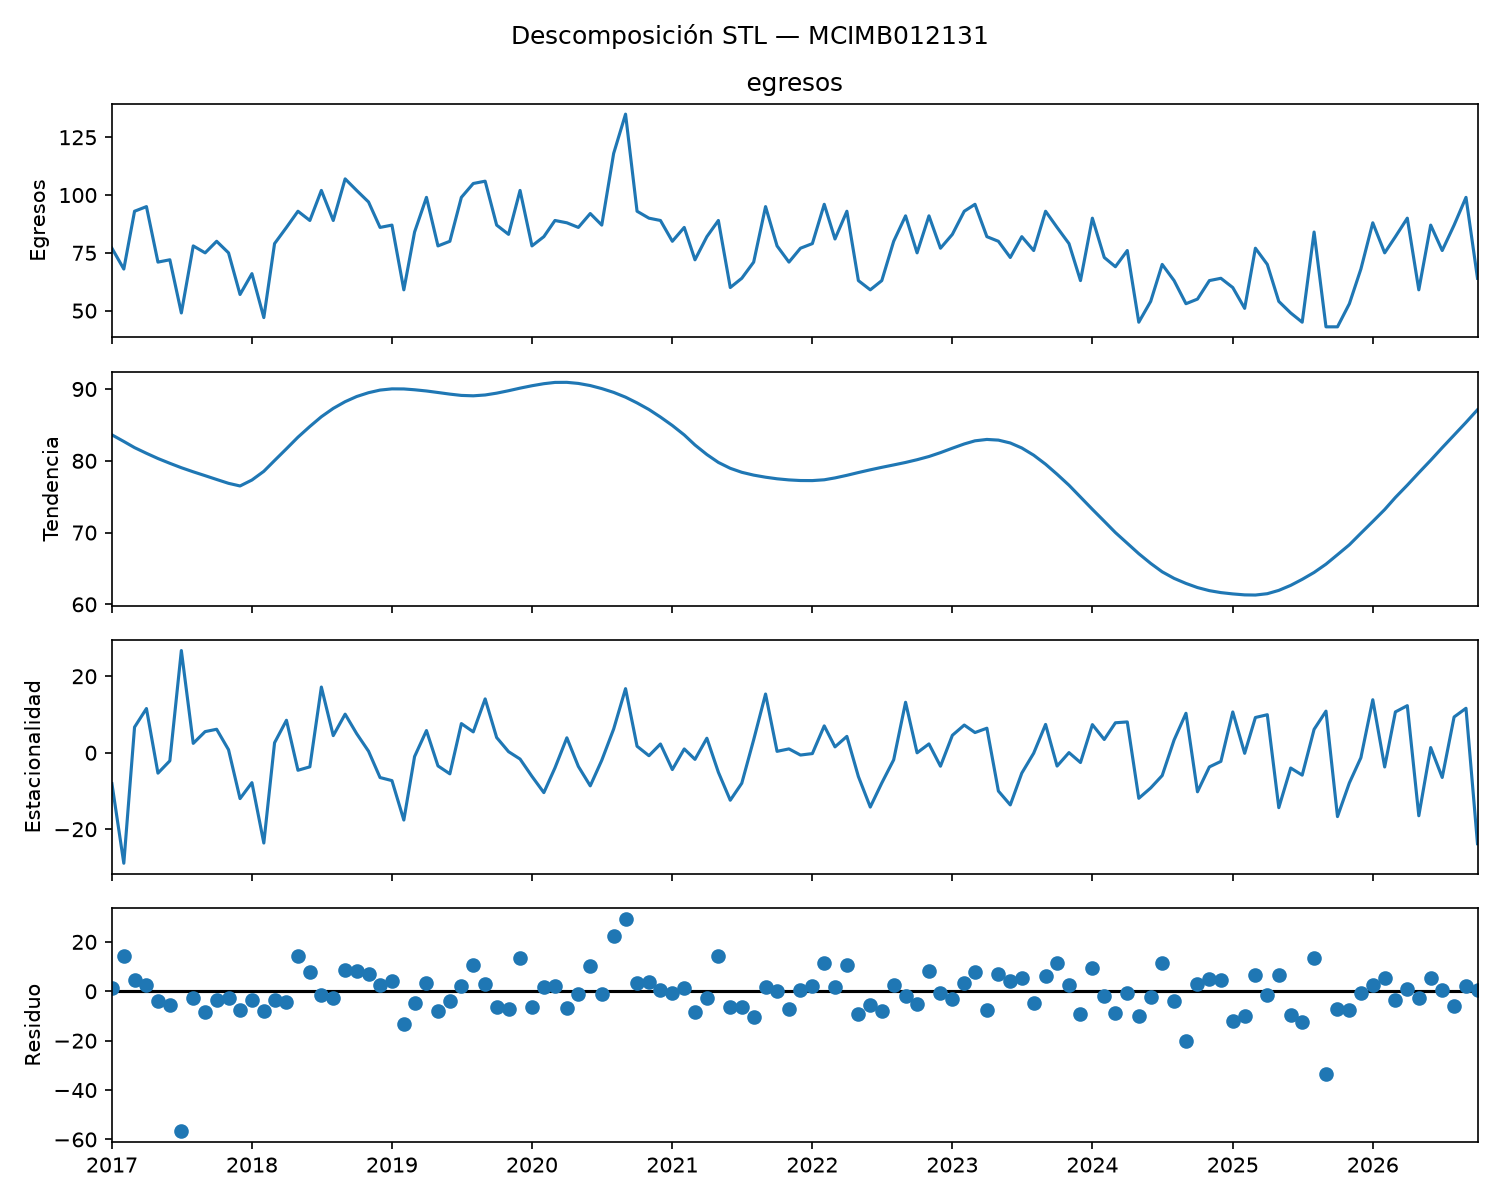 Descomposición STL — MCIMB012131
egresos
Egresos
125
100
75
50
Tendencia
90
80
70
60
Estacionalidad
20
0
−20
Residuo
20
0
−20
−40
−60
2017 2018 2019 2020 2021 2022 2023 2024 2025 2026